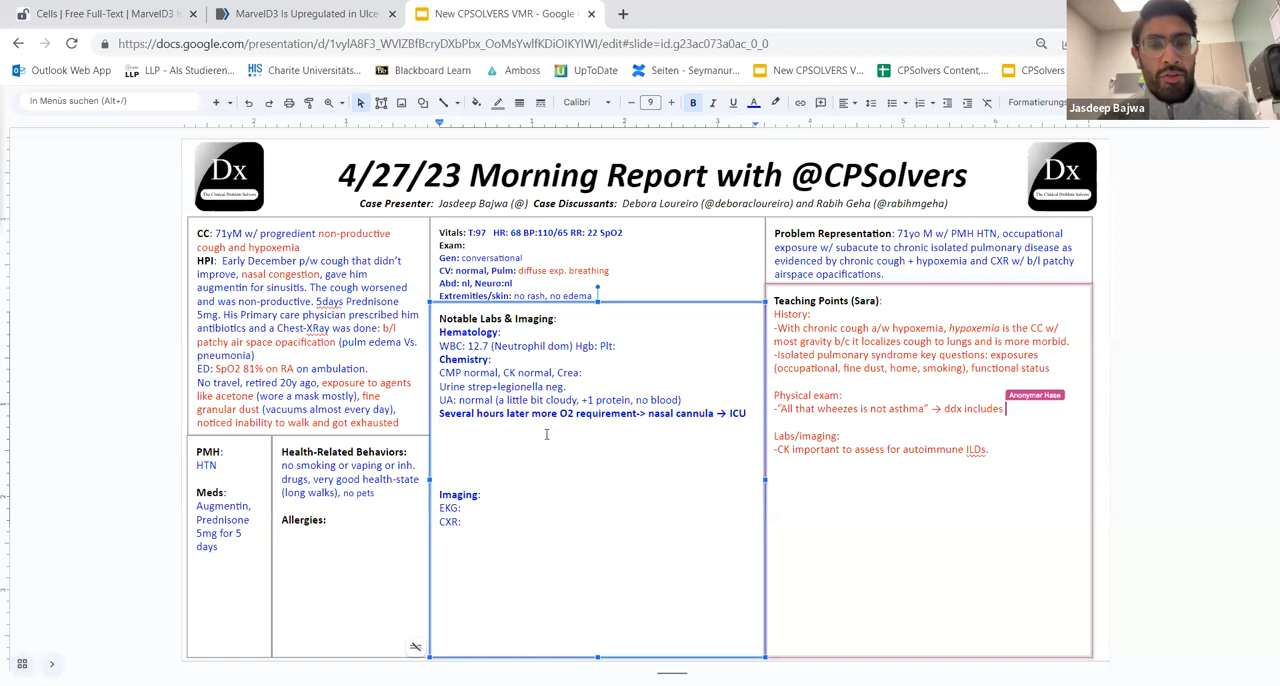 Cells | Free Full-Text | MarvelD3 I
MarvelD3 Is Upregulated in Ulce
New CPSOLVERS VMR - Google
https://docs.google.com/presentation/d/
edit#slide=id.g23ac073a0ac_0_0
Outlook Web App
LLP - Als Studieren...
Charite Universitäts...
Blackboard Learn
Amboss
UpToDate
Seiten - Seymanur...
New CPSOLVERS V...
CPSolvers Content,...
CPSolvers
In Menüs suchen (Alt+/)
Calibri
9
Formatierungs
Jasdeep Bajwa
Dx
The Clinical Problem Solvers
4/27/23 Morning Report with @CPSolvers
Case Presenter: Jasdeep Bajwa (@) Case Discussants: Debora Loureiro (@deboracloureiro) and Rabih Geha (@rabihmgeha)
Dx
The Clinical Problem Solvers
CC: 71yM w/ progredient non-productive
cough and hypoxemia
HPI: Early December p/w cough that didn't
improve, nasal congestion, gave him
augmentin for sinusitis. The cough worsened
and was non-productive. 5days Prednisone
5mg. His Primary care physician prescribed him
antibiotics and a Chest-XRay was done: b/l
patchy air space opacification (pulm edema Vs.
pneumonia)
ED: SpO2 81% on RA on ambulation.
No travel, retired 20y ago, exposure to agents
like acetone (wore a mask mostly), fine
granular dust (vacuums almost every day),
noticed inability to walk and got exhausted
PMH:
HTN
Meds:
Augmentin,
Prednisone
5mg for 5
days
Health-Related Behaviors:
no smoking or vaping or inh.
drugs, very good health-state
(long walks), no pets
Allergies:
Vitals: T:97 HR: 68 BP:110/65 RR: 22 SpO2
Exam:
Gen: conversational
CV: normal, Pulm: diffuse exp. breathing
Abd: nl, Neuro:nl
Extremities/skin: no rash, no edema
Notable Labs & Imaging:
Hematology:
WBC: 12.7 (Neutrophil dom) Hgb: Plt:
Chemistry:
CMP normal, CK normal, Crea:
Urine strep+legionella neg.
UA: normal (a little bit cloudy, +1 protein, no blood)
Several hours later more O2 requirement-> nasal cannula → ICU
Imaging:
EKG:
CXR:
Problem Representation: 71yo M w/ PMH HTN, occupational
exposure w/ subacute to chronic isolated pulmonary disease as
evidenced by chronic cough + hypoxemia and CXR w/ b/l patchy
airspace opacifications.
Teaching Points (Sara):
History:
-With chronic cough a/w hypoxemia, hypoxemia is the CC w/
most gravity b/c it localizes cough to lungs and is more morbid.
-Isolated pulmonary syndrome key questions: exposures
(occupational, fine dust, home, smoking), functional status
Physical exam:
Anonymer Hase
-"All that wheezes is not asthma" → ddx includes
Labs/imaging:
-CK important to assess for autoimmune ILDs.